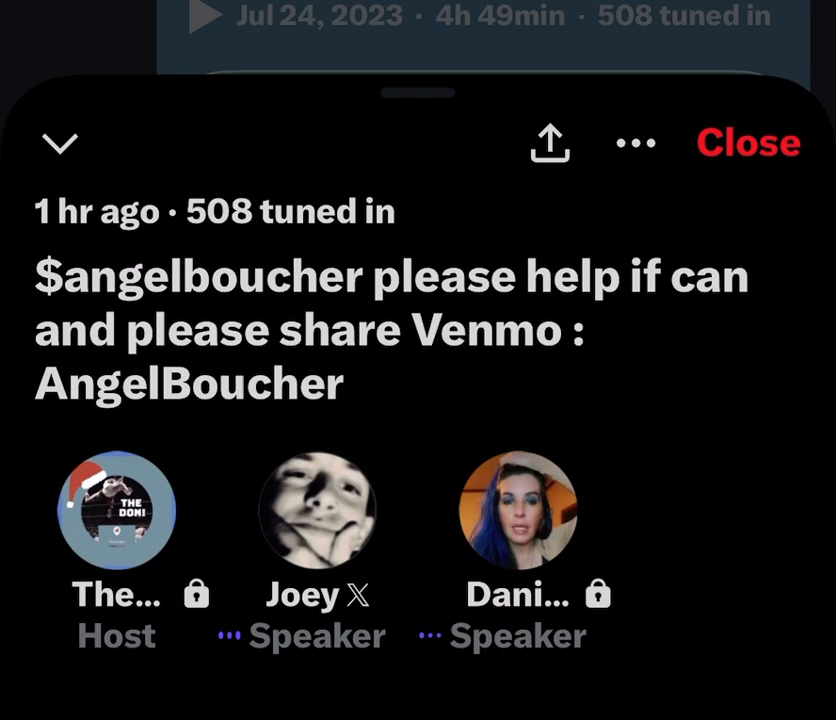 Jul 24, 2023 · 4h 49min · 508 tuned in
Close
1 hr ago · 508 tuned in
$angelboucher please help if can
and please share Venmo :
AngelBoucher
THE
DON!
The... Joey 𝕏 Dani...
Host Speaker Speaker